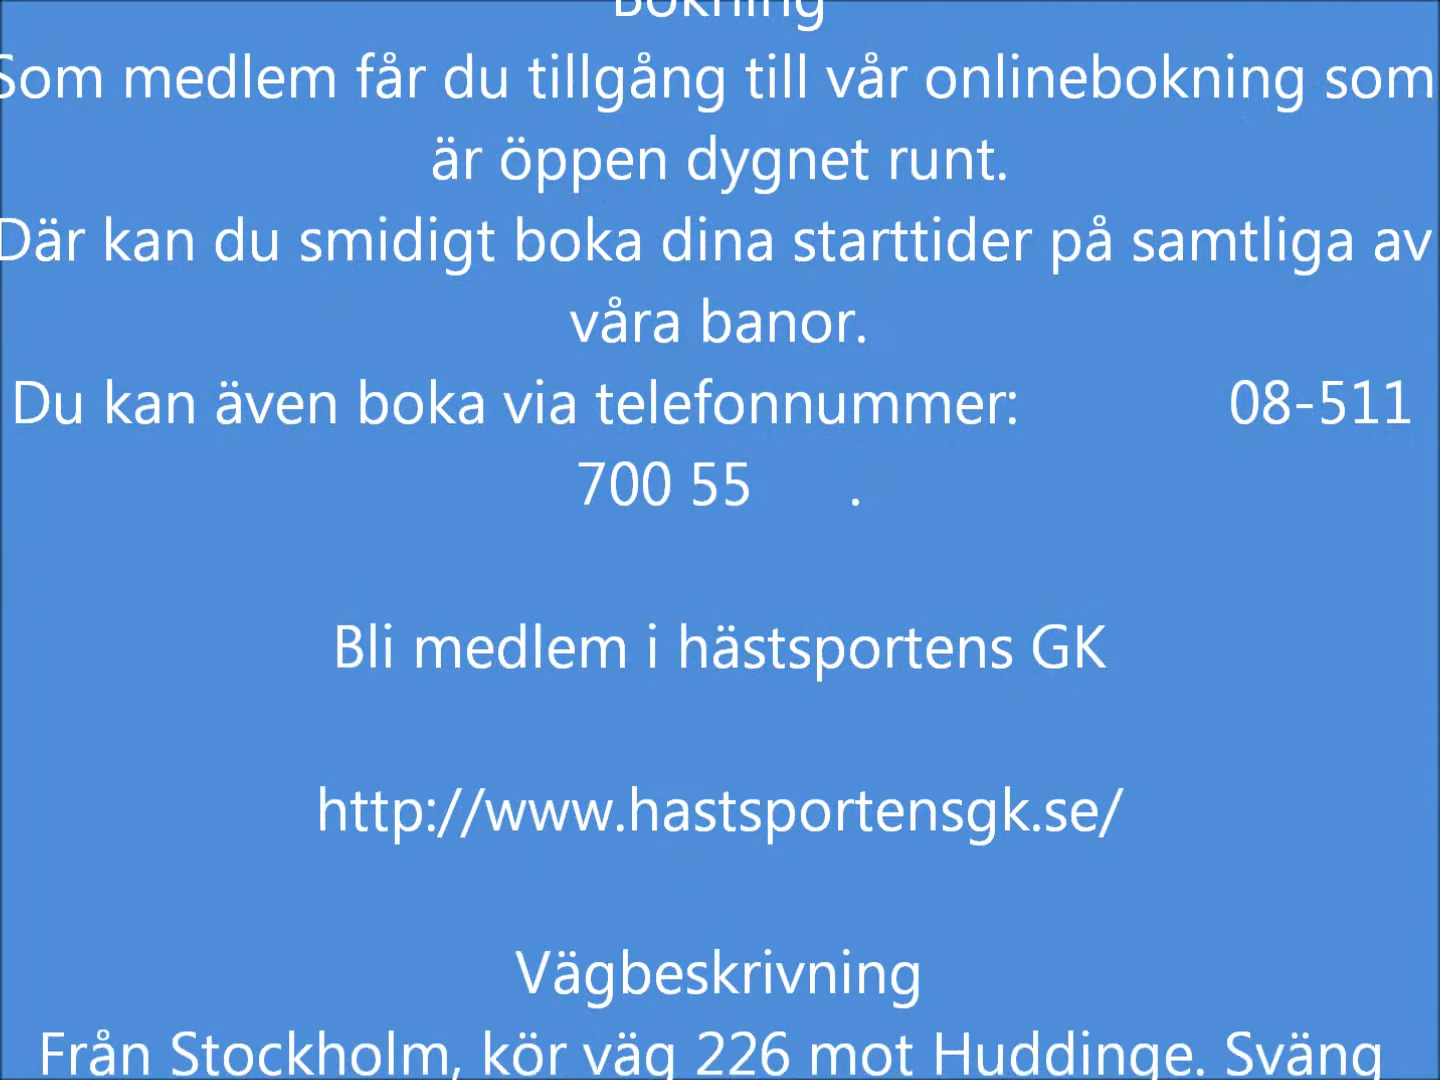 Bokning
Som medlem får du tillgång till vår onlinebokning som
är öppen dygnet runt.
Där kan du smidigt boka dina starttider på samtliga av
våra banor.
Du kan även boka via telefonnummer: 08-511
700 55 .
Bli medlem i hästsportens GK
http://www.hastsportensgk.se/
Vägbeskrivning
Från Stockholm, kör väg 226 mot Huddinge. Sväng